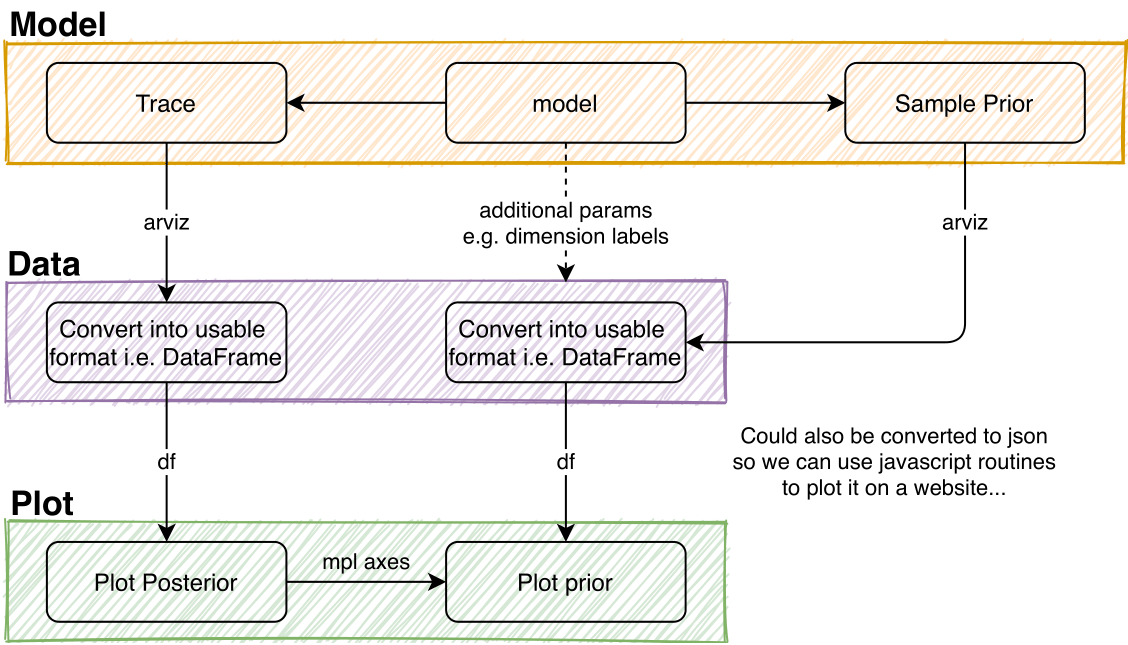 Model
Trace
model
Sample Prior
arviz
additional params
e.g. dimension labels
arviz
Data
Convert into usable
format i.e. DataFrame
Convert into usable
format i.e. DataFrame
df
df
Could also be converted to json
so we can use javascript routines
to plot it on a website...
Plot
Plot Posterior
mpl axes
Plot prior